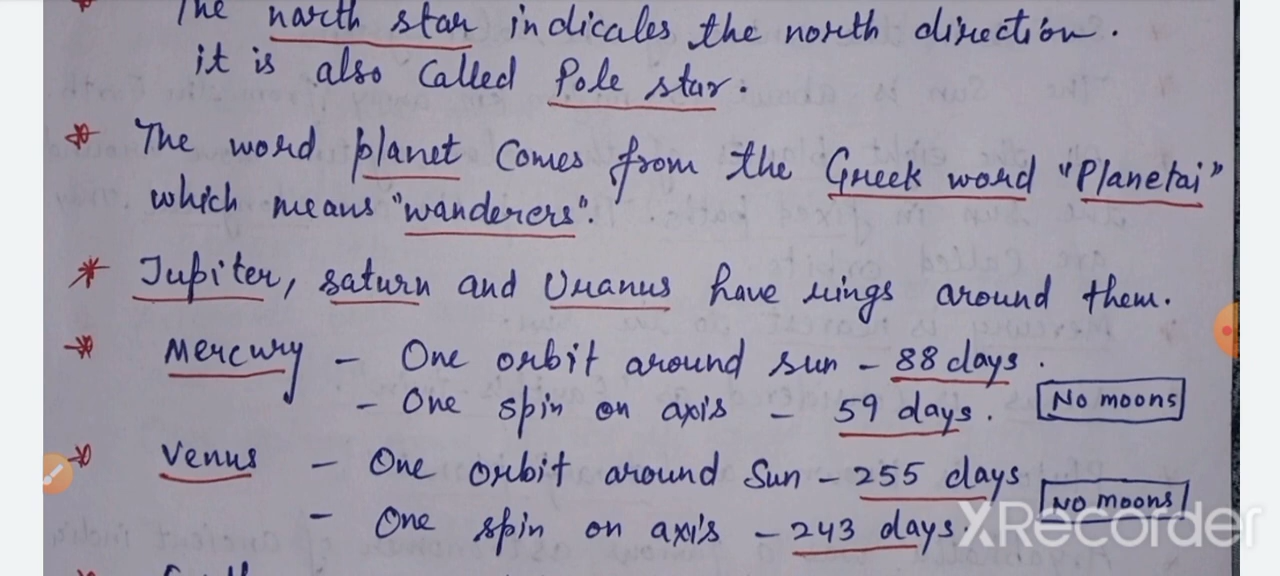 The north star indicales the north direction.
it is also called Pole star.
* The word planet comes from the Greek word "Planetai"
which means "wanderers".
* Jupiter, saturn and Uranus have rings around them.
* Mercury – One orbit around sun – 88 days.
– One spin on axis – 59 days. No moons
* Venus – One orbit around Sun – 255 days
– One spin on axis – 243 days. No moons
XRecorder